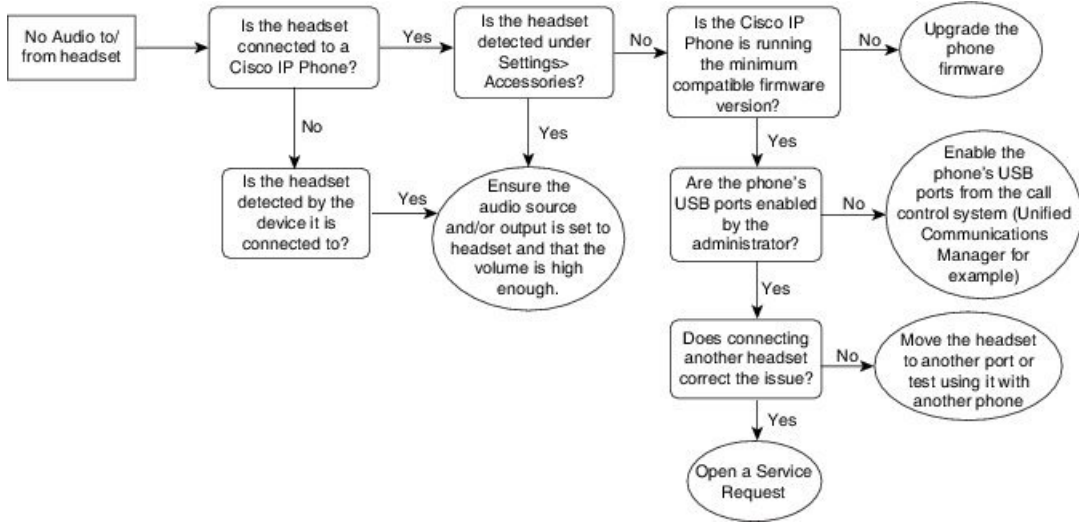 No Audio to/
from headset
Is the headset
connected to a
Cisco IP Phone?
Yes
Is the headset
detected under
Settings>
Accessories?
No
Is the Cisco IP
Phone is running
the minimum
compatible firmware
version?
No
Upgrade the
phone
firmware
No
Yes
Yes
Is the headset
detected by the
device it is
connected to?
Yes
Ensure the
audio source
and/or output is set to
headset and that the
volume is high
enough.
Are the phone's
USB ports enabled
by the
administrator?
No
Enable the
phone's USB
ports from the call
control system (Unified
Communications
Manager for
example)
Yes
Does connecting
another headset
correct the issue?
No
Move the headset
to another port or
test using it with
another phone
Yes
Open a Service
Request